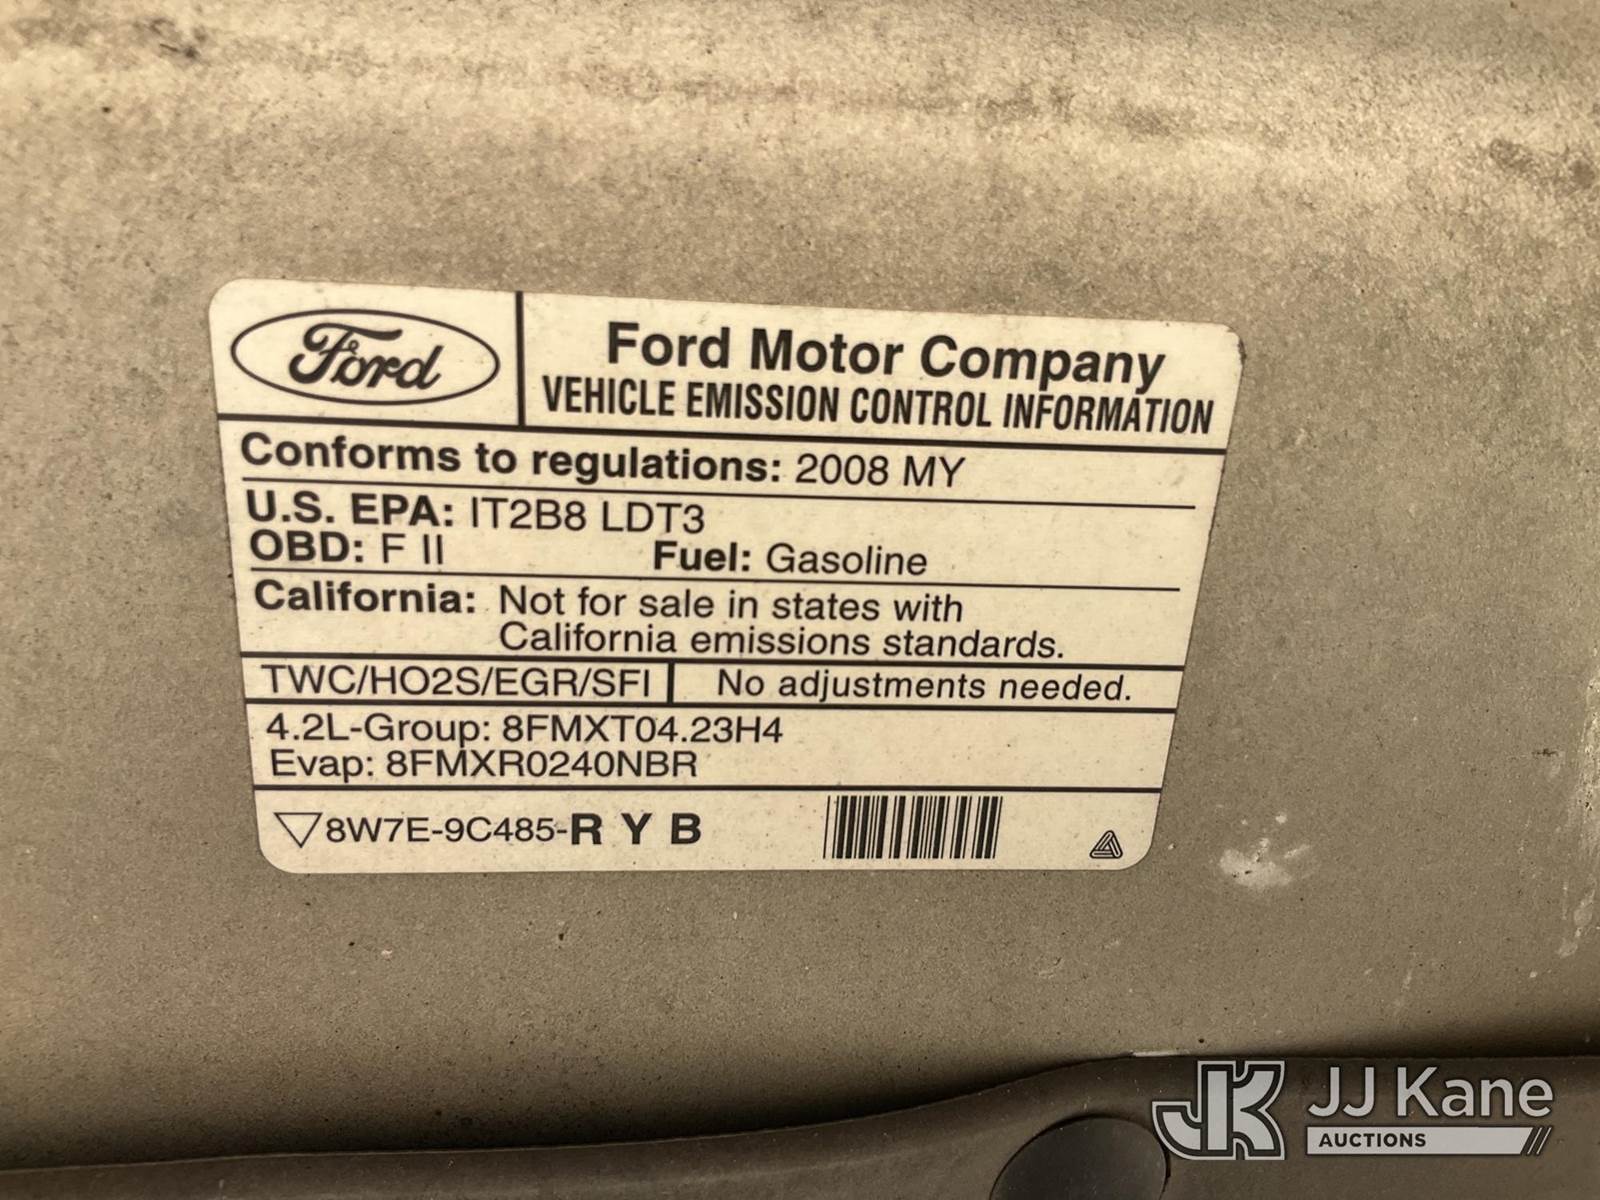 Ford
Ford Motor Company
VEHICLE EMISSION CONTROL INFORMATION
Conforms to regulations: 2008 MY
U.S. EPA: IT2B8 LDT3
OBD: F II Fuel: Gasoline
California: Not for sale in states with
California emissions standards.
TWC/HO2S/EGR/SFI No adjustments needed.
4.2L-Group: 8FMXT04.23H4
Evap: 8FMXR0240NBR
8W7E-9C485-R Y B
JK JJ Kane
AUCTIONS